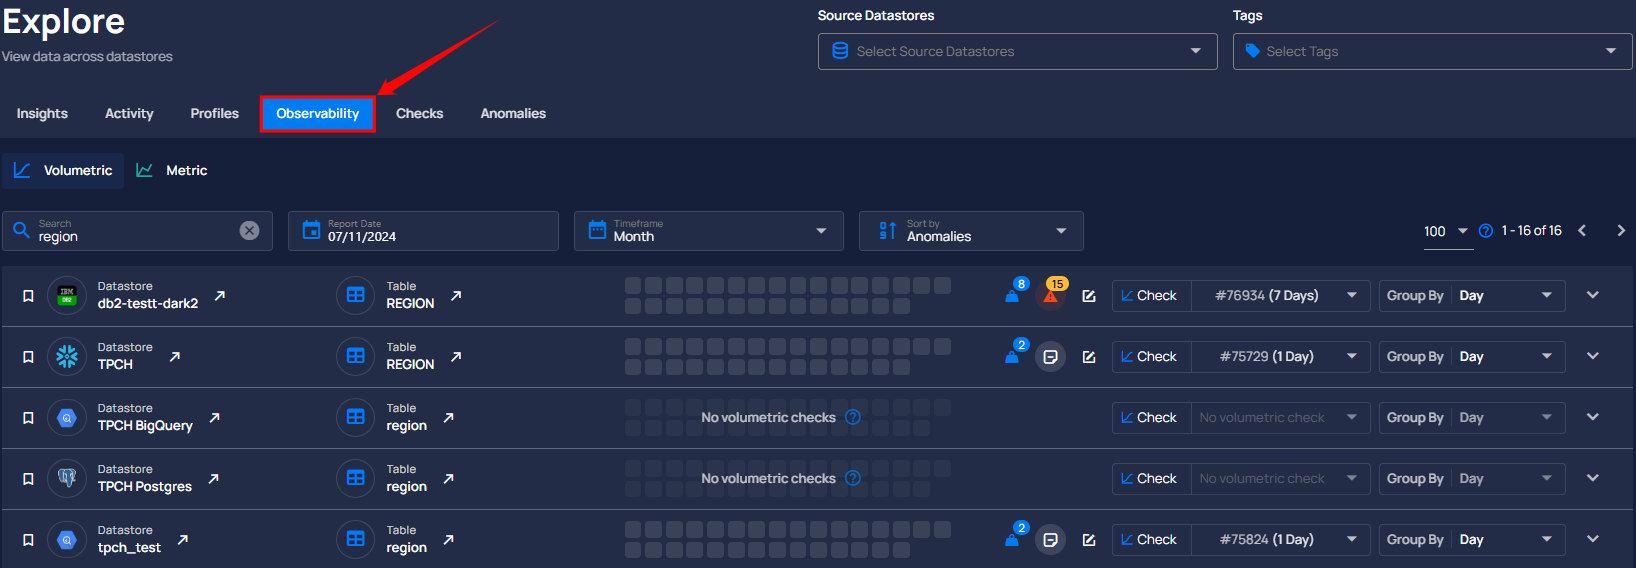 Explore
View data across datastores
Source Datastores
Select Source Datastores
Tags
Select Tags
Insights Activity Profiles Observability Checks Anomalies
Volumetric Metric
Search
region
Report Date
07/11/2024
Timeframe
Month
Sort by
Anomalies
100 1 - 16 of 16
IBM
DB2
Datastore
db2-testt-dark2
Table
REGION
8
15
Check #76934 (7 Days) Group By Day
Datastore
TPCH
Table
REGION
2
Check #75729 (1 Day) Group By Day
Datastore
TPCH BigQuery
Table
region
No volumetric checks
Check No volumetric check Group By Day
Datastore
TPCH Postgres
Table
region
No volumetric checks
Check No volumetric check Group By Day
Datastore
tpch_test
Table
region
2
Check #75824 (1 Day) Group By Day